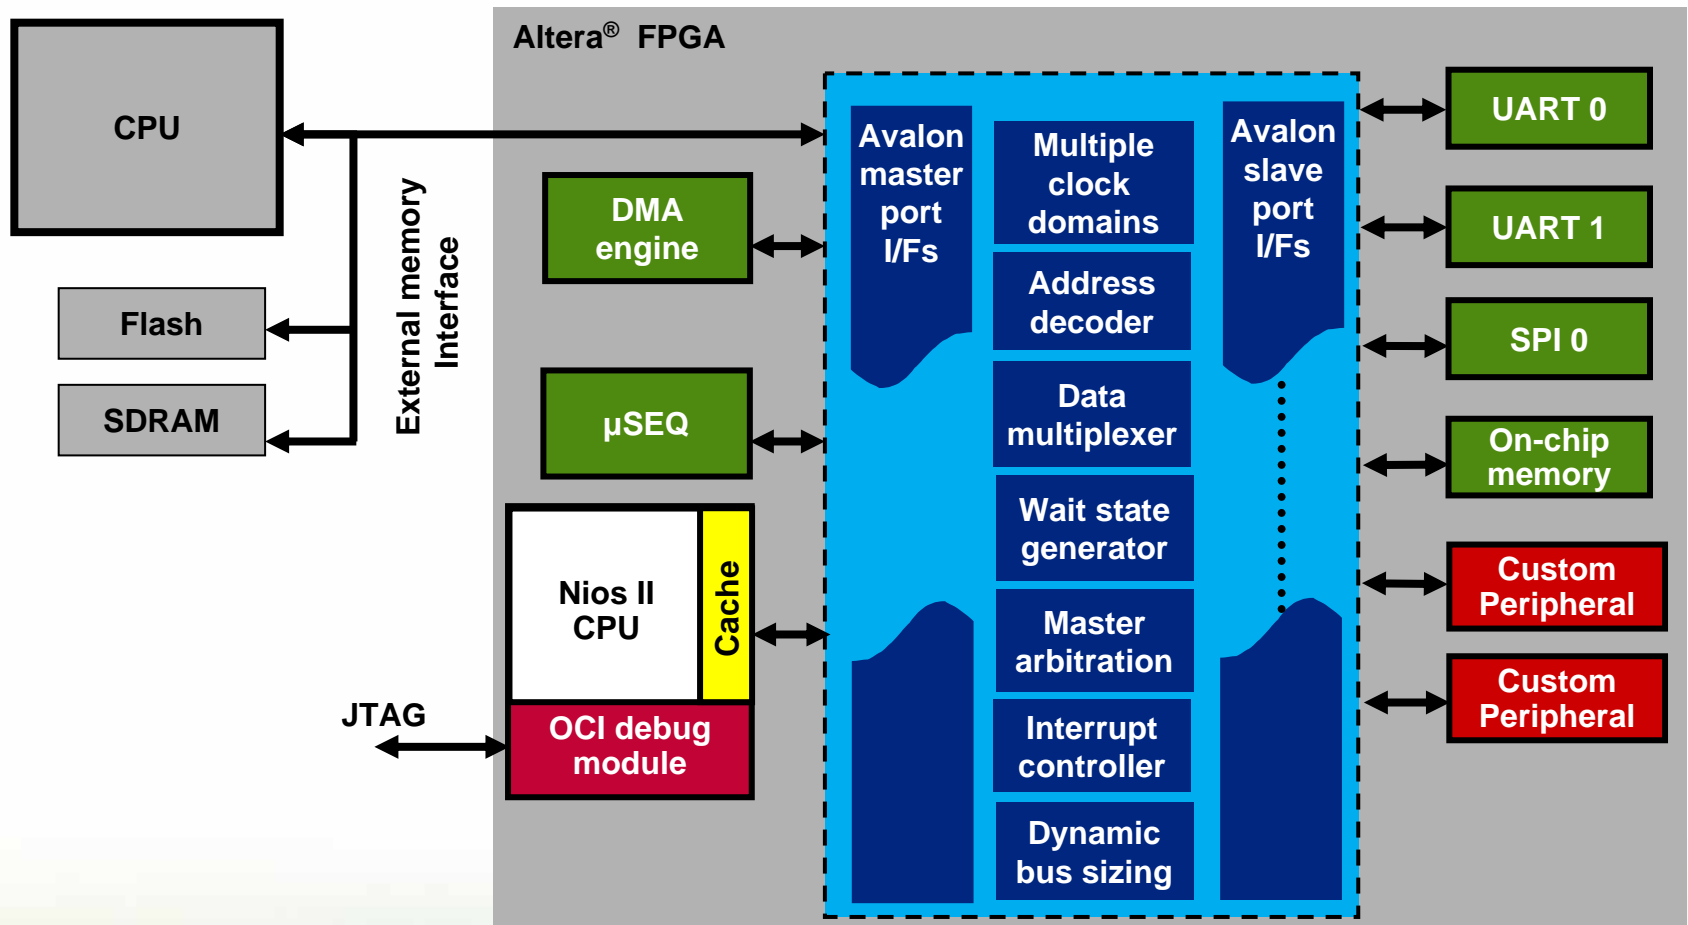 Altera® FPGA
CPU
External memory
Interface
Flash
SDRAM
DMA
engine
µSEQ
Nios II
CPU
Cache
JTAG
OCI debug
module
Avalon
master
port
I/Fs
Multiple
clock
domains
Address
decoder
Data
multiplexer
Wait state
generator
Master
arbitration
Interrupt
controller
Dynamic
bus sizing
Avalon
slave
port
I/Fs
UART 0
UART 1
SPI 0
On-chip
memory
Custom
Peripheral
Custom
Peripheral